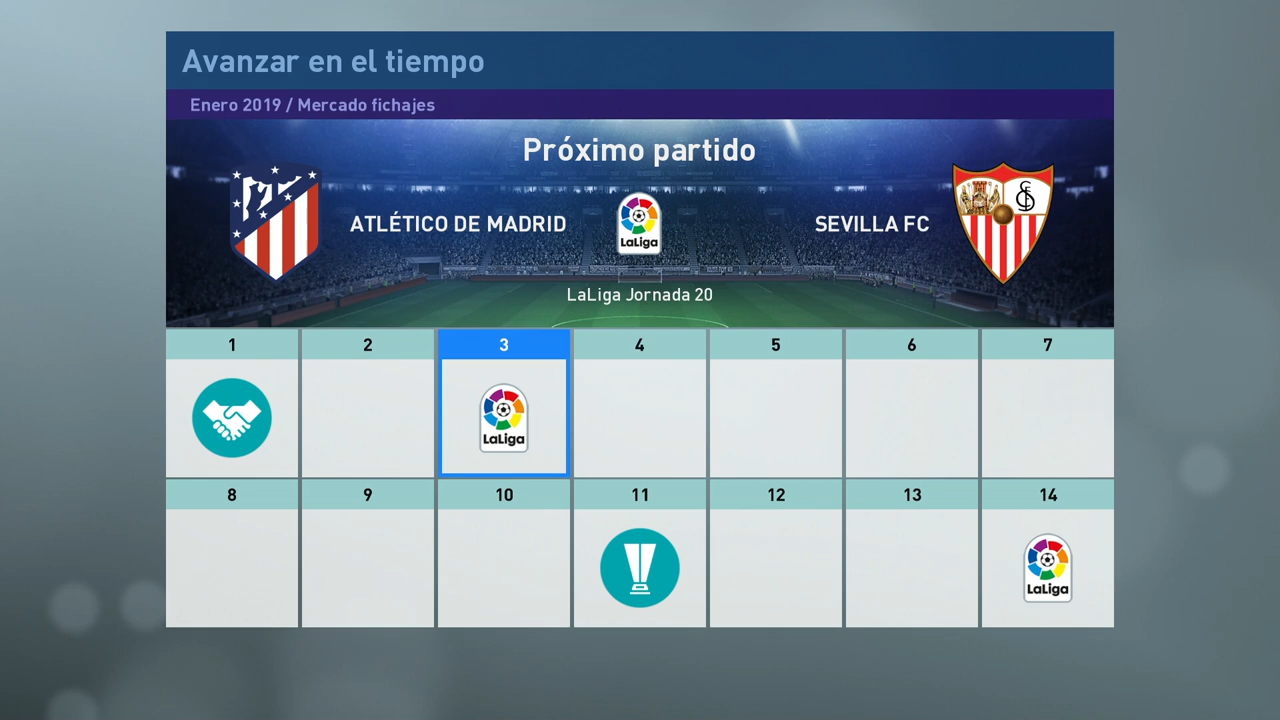 Avanzar en el tiempo
Enero 2019 / Mercado fichajes
Próximo partido
ATLÉTICO DE MADRID
LaLiga
SEVILLA FC
LaLiga Jornada 20
1 2 3 4 5 6 7
LaLiga
8 9 10 11 12 13 14
LaLiga